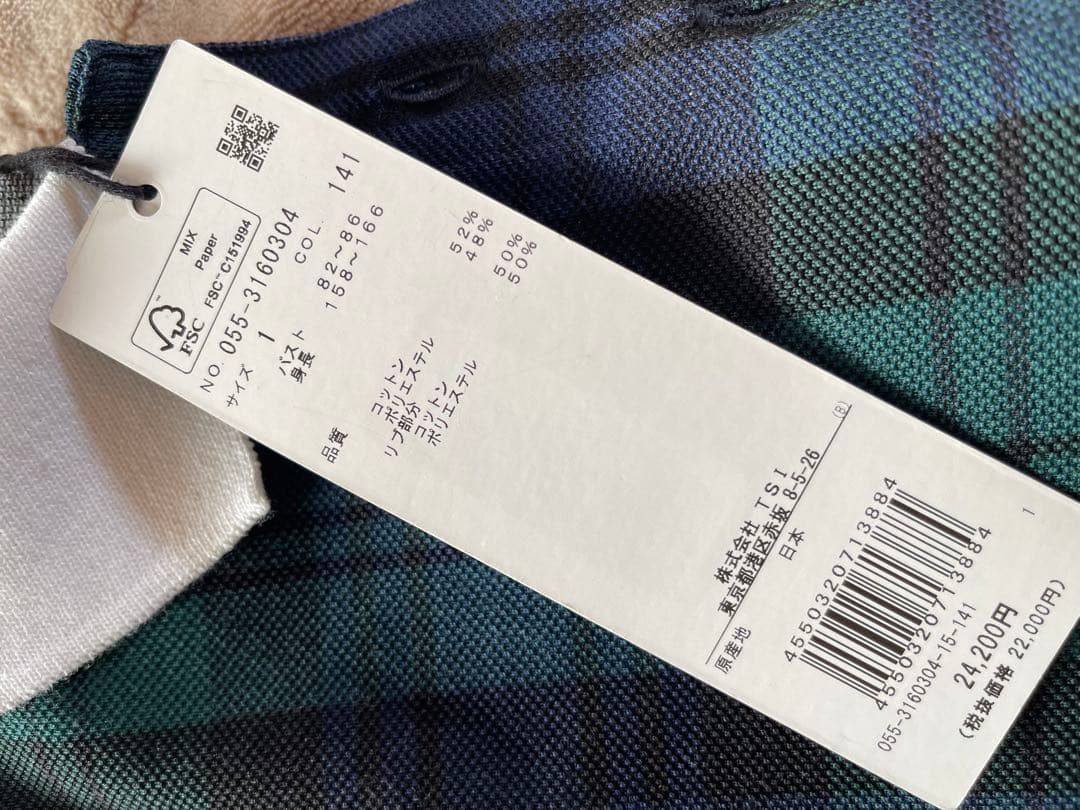 MIX
Paper
FSC™ C151994
FSC
NO. 055-3160304
サイズ 1 COL 141
バスト 82~86
身長 158~166
品質
コットン 52%
ポリエステル 48%
リブ部分
コットン 50%
ポリエステル 50%
(B)
株式会社 TSI
東京都港区赤坂 8-5-26
原産地 日本
4550320713884
4550320713884
055-3160304-15-141
1
24,200円
(税抜価格 22.000円)